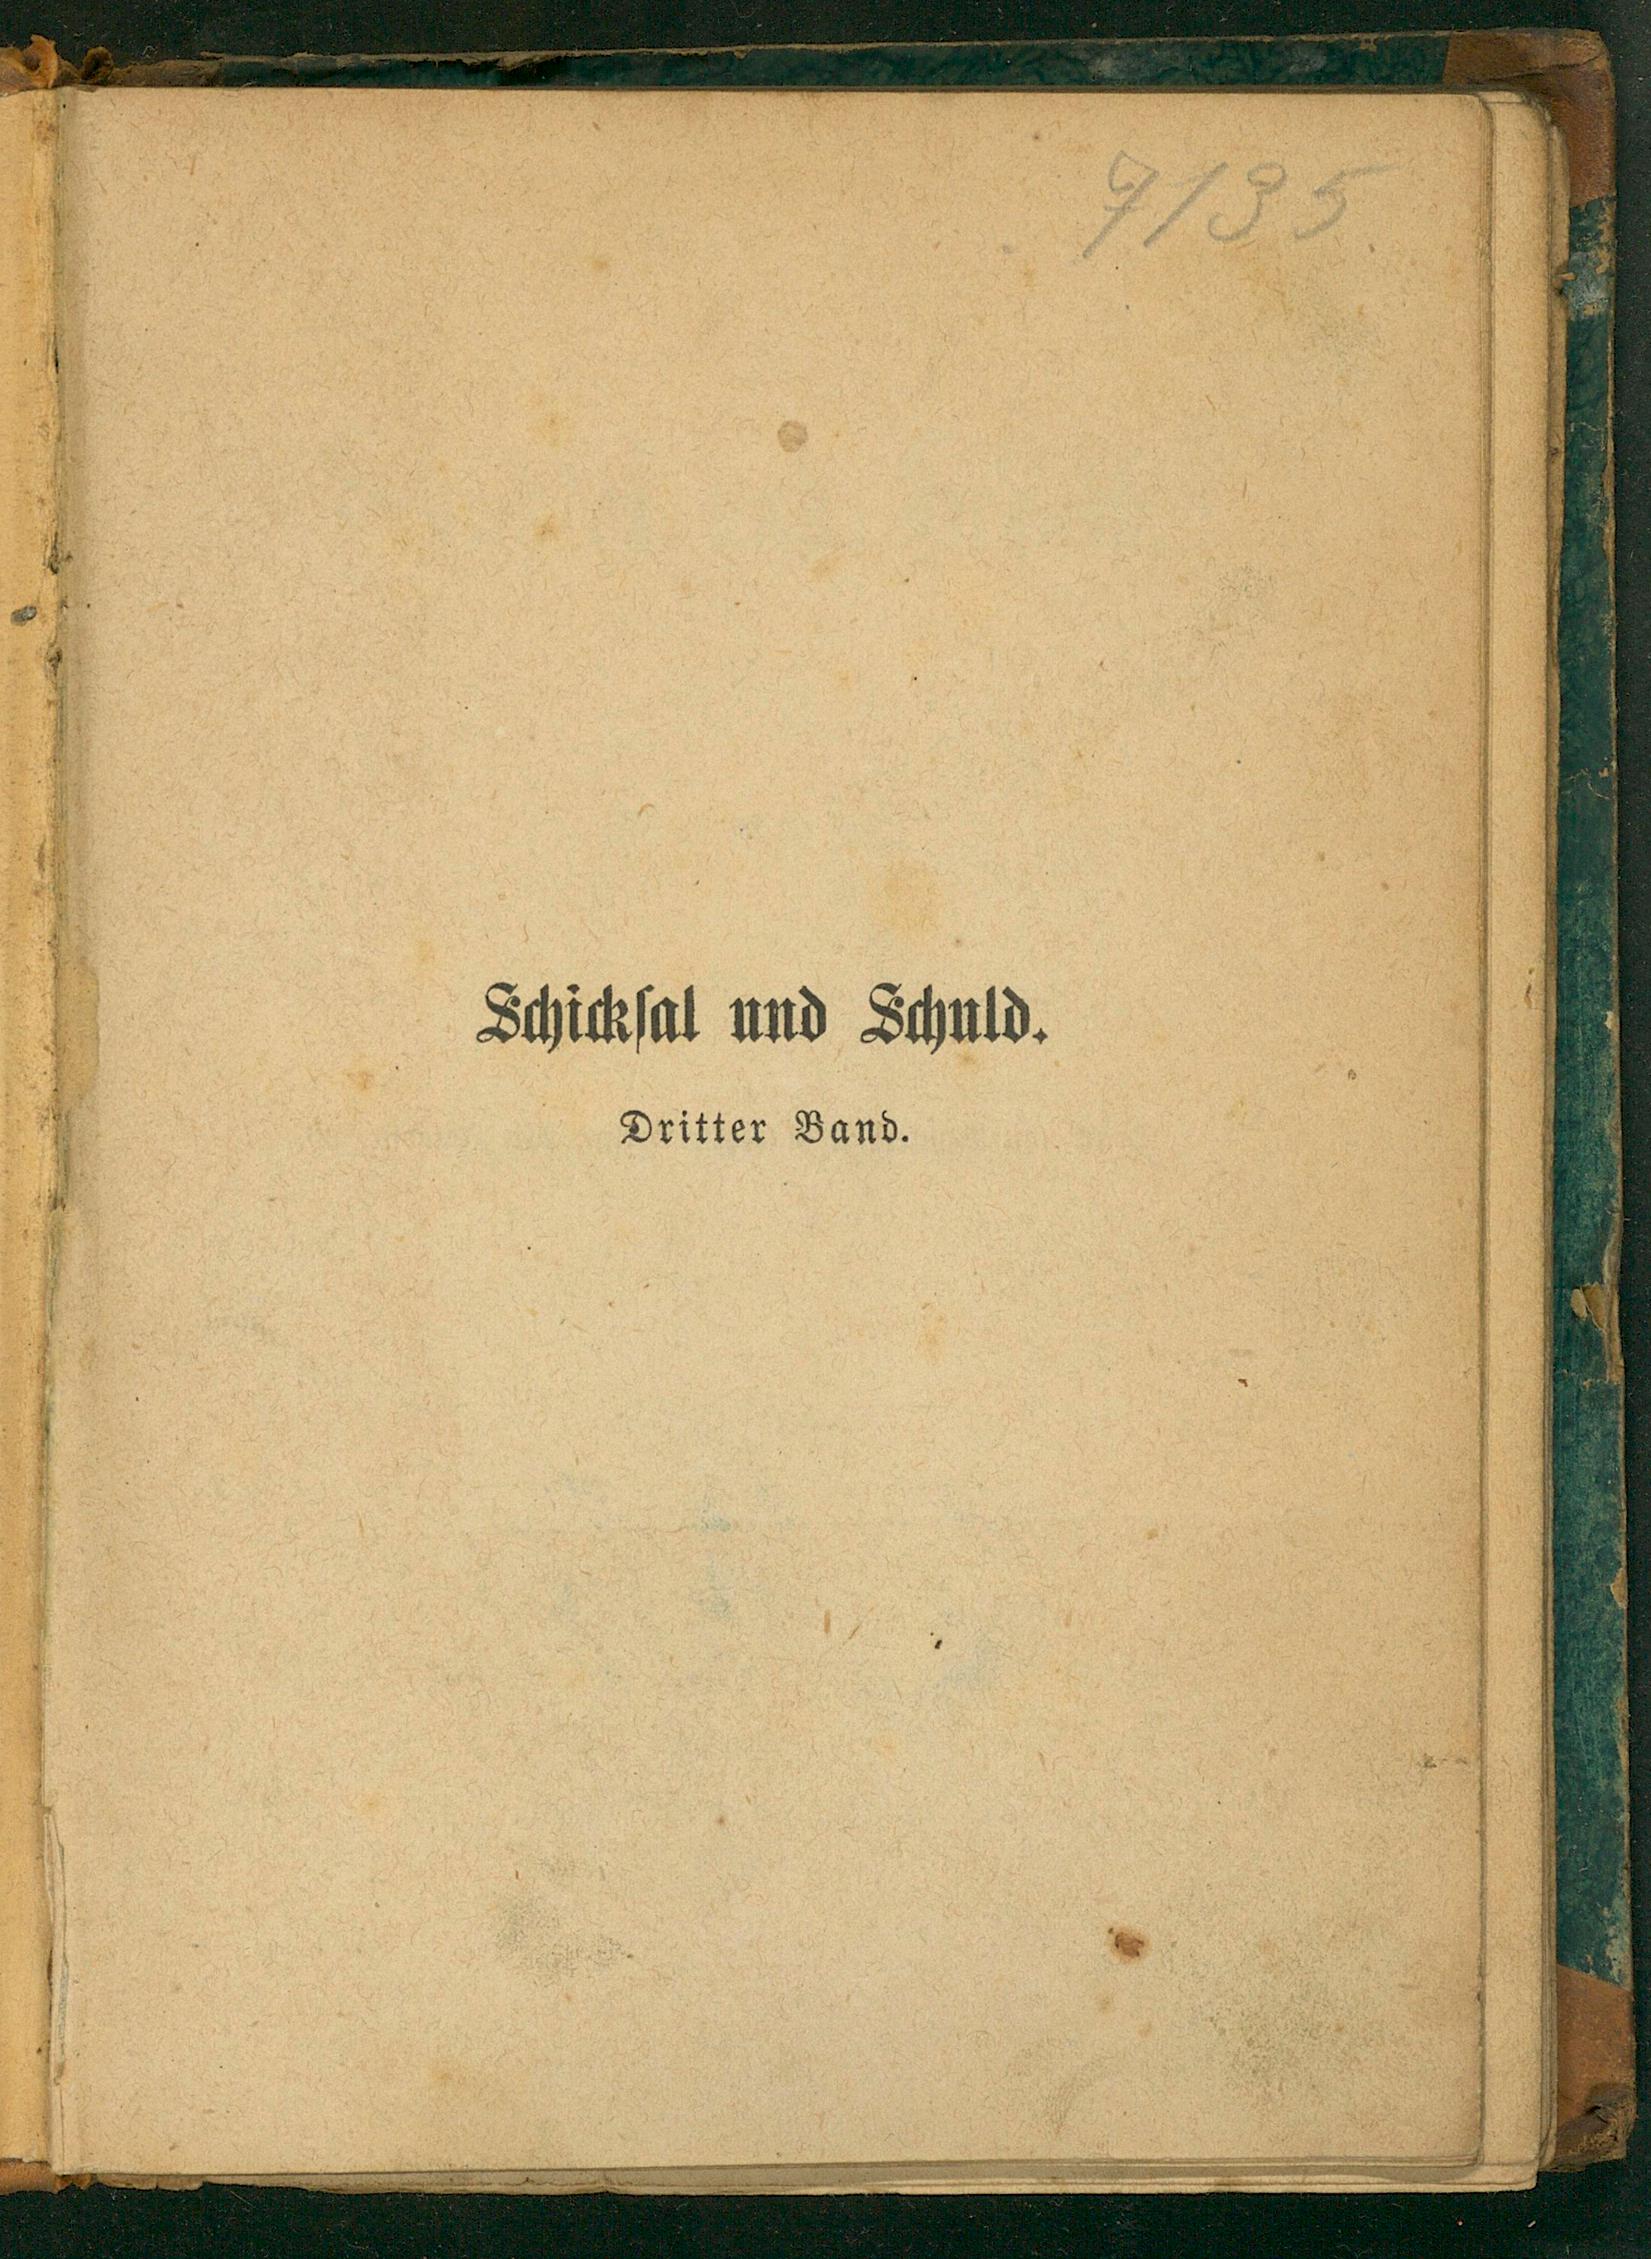 7135
Schickſal und Schuld.
Dritter Band.